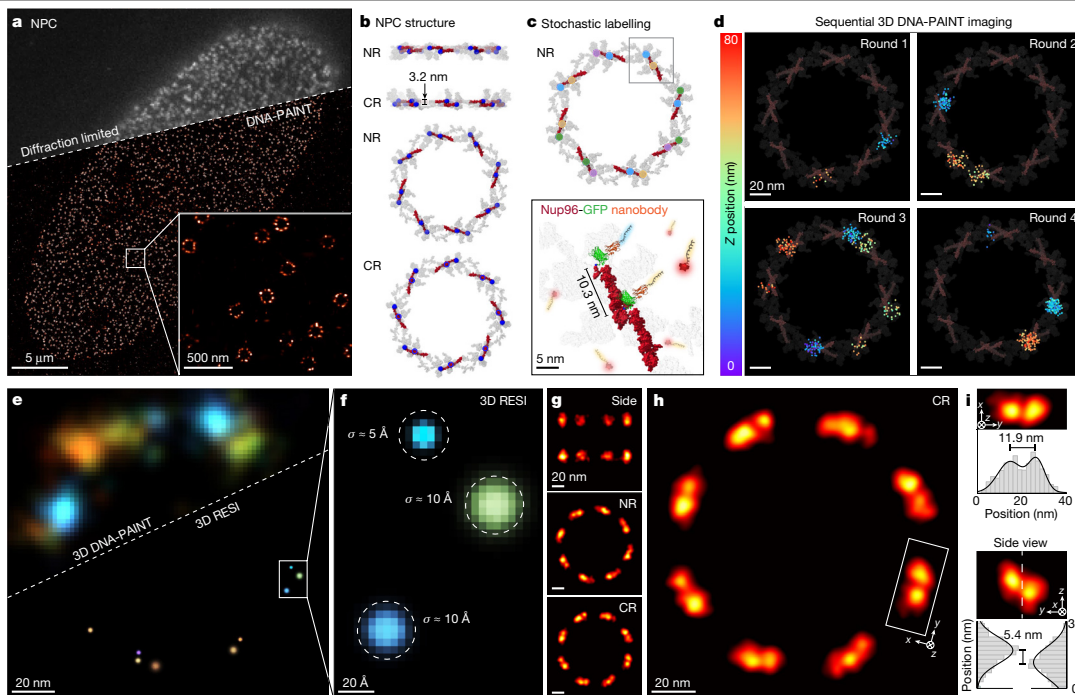 a NPC
Diffraction limited
DNA-PAINT
5 μm
500 nm
b NPC structure
NR
3.2 nm
CR
NR
CR
c Stochastic labelling
NR
Nup96-GFP nanobody
10.3 nm
5 nm
d Sequential 3D DNA-PAINT imaging
80
Z position (nm)
0
Round 1
20 nm
Round 2
Round 3
Round 4
e
3D DNA-PAINT
3D RESI
20 nm
f 3D RESI
σ ≈ 5 Å
σ ≈ 10 Å
σ ≈ 10 Å
20 Å
g Side
20 nm
NR
CR
h CR
x y
z
20 nm
i
x
z y
11.9 nm
0 20 40
Position (nm)
Side view
z
y x
5.4 nm
Position (nm)
3
0